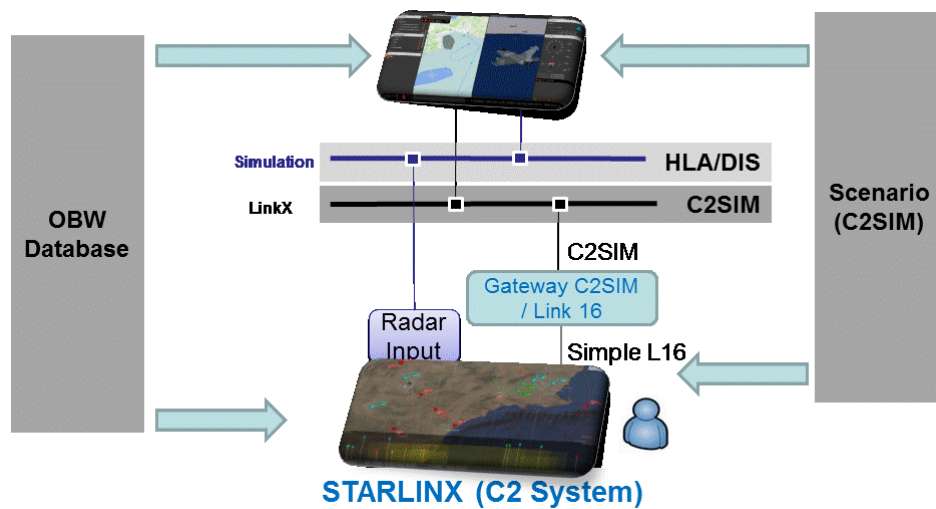 Simulation
HLA/DIS
LinkX
C2SIM
OBW
Database
Scenario
(C2SIM)
C2SIM
Gateway C2SIM
/ Link 16
Radar
Input
Simple L16
STARLINX (C2 System)